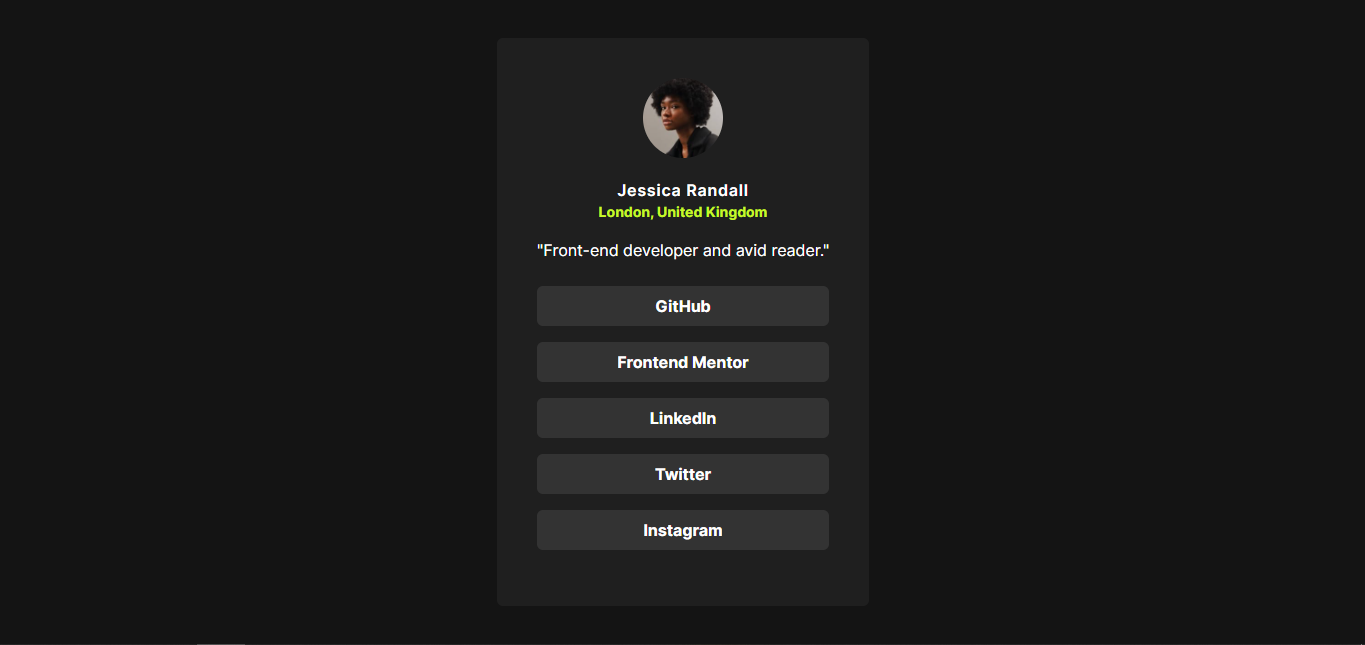 Jessica Randall
London, United Kingdom
"Front-end developer and avid reader."
GitHub
Frontend Mentor
LinkedIn
Twitter
Instagram